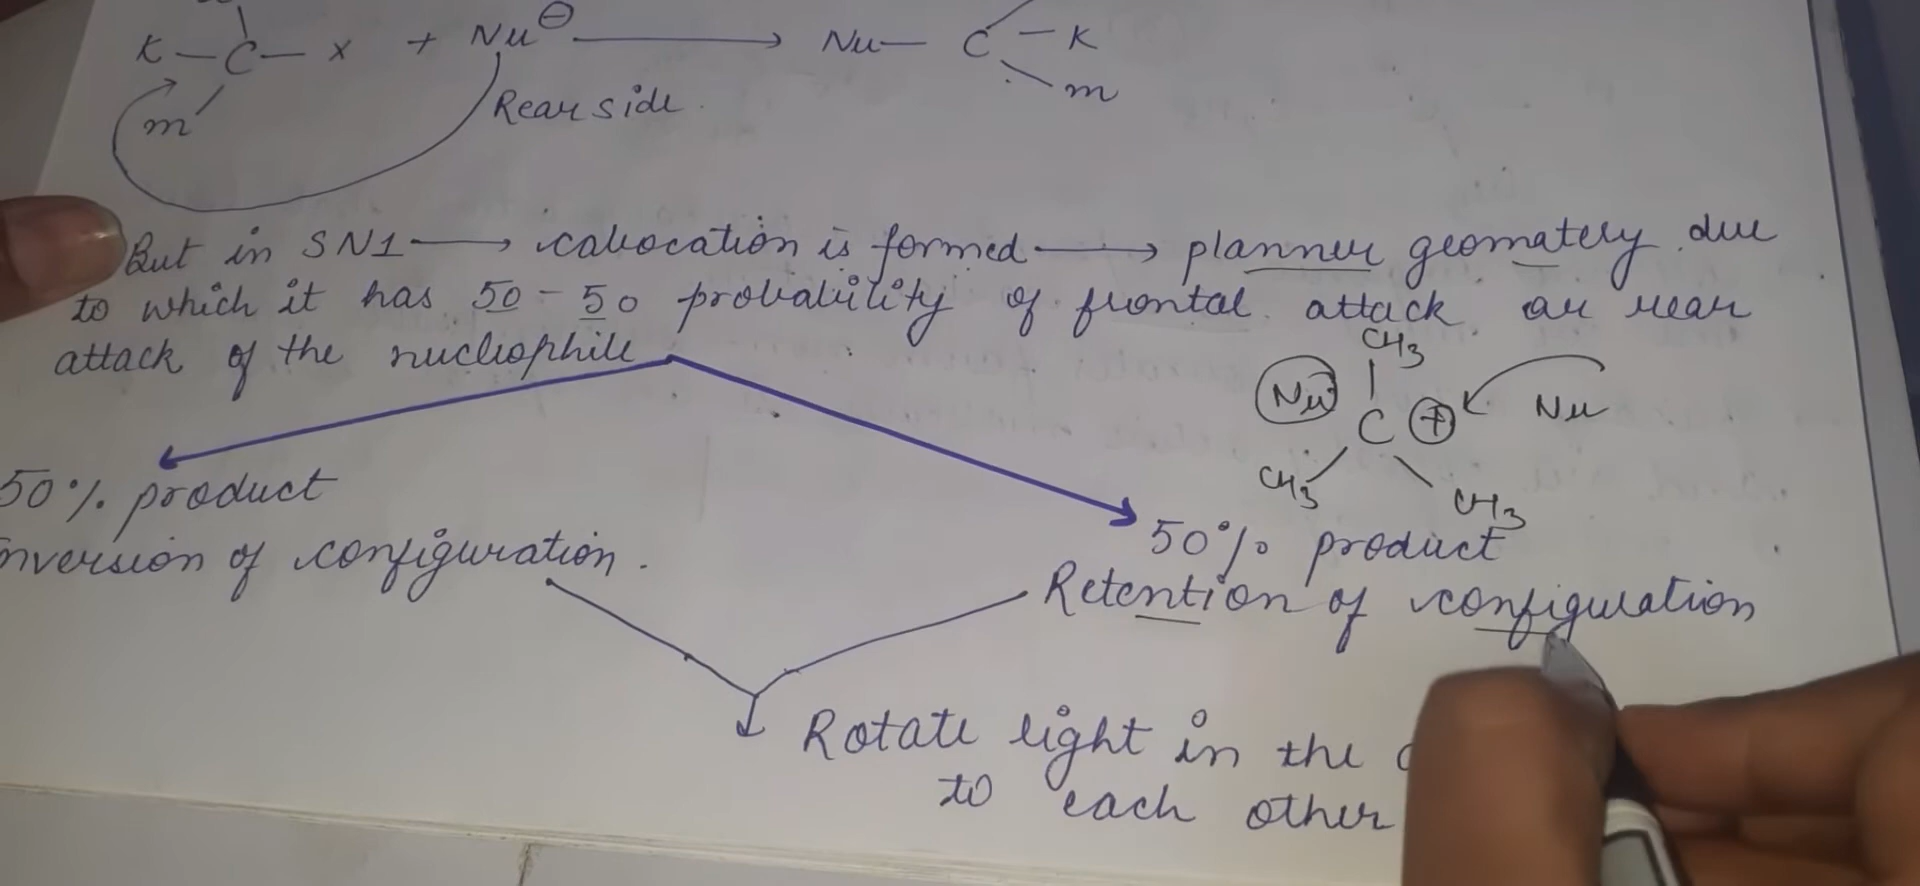 K — C — x + Nu⊖ → Nu — C — K
m
m
Rear side.
But in SN1 → calocation is formed → planner geomatery due
to which it has 50-50 probability of frontal attack ar rear
attack of the nucleophile
CH3
Nu C ⊕ Nu
CH3 CH3
50% product
50% product
nversion of configuration.
Retention of configuration
Rotate light in the
to each other